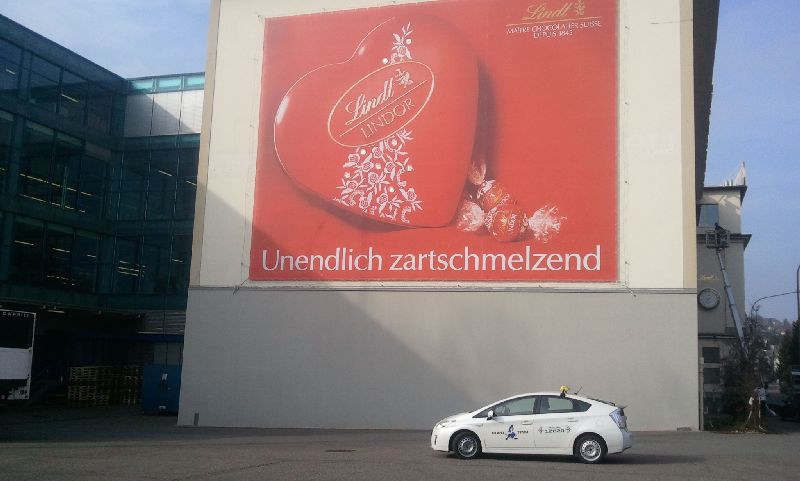 Lindt
MAÎTRE CHOCOLATIER SUISSE
DEPUIS 1845
Lindt
LINDOR
Unendlich zartschmelzend